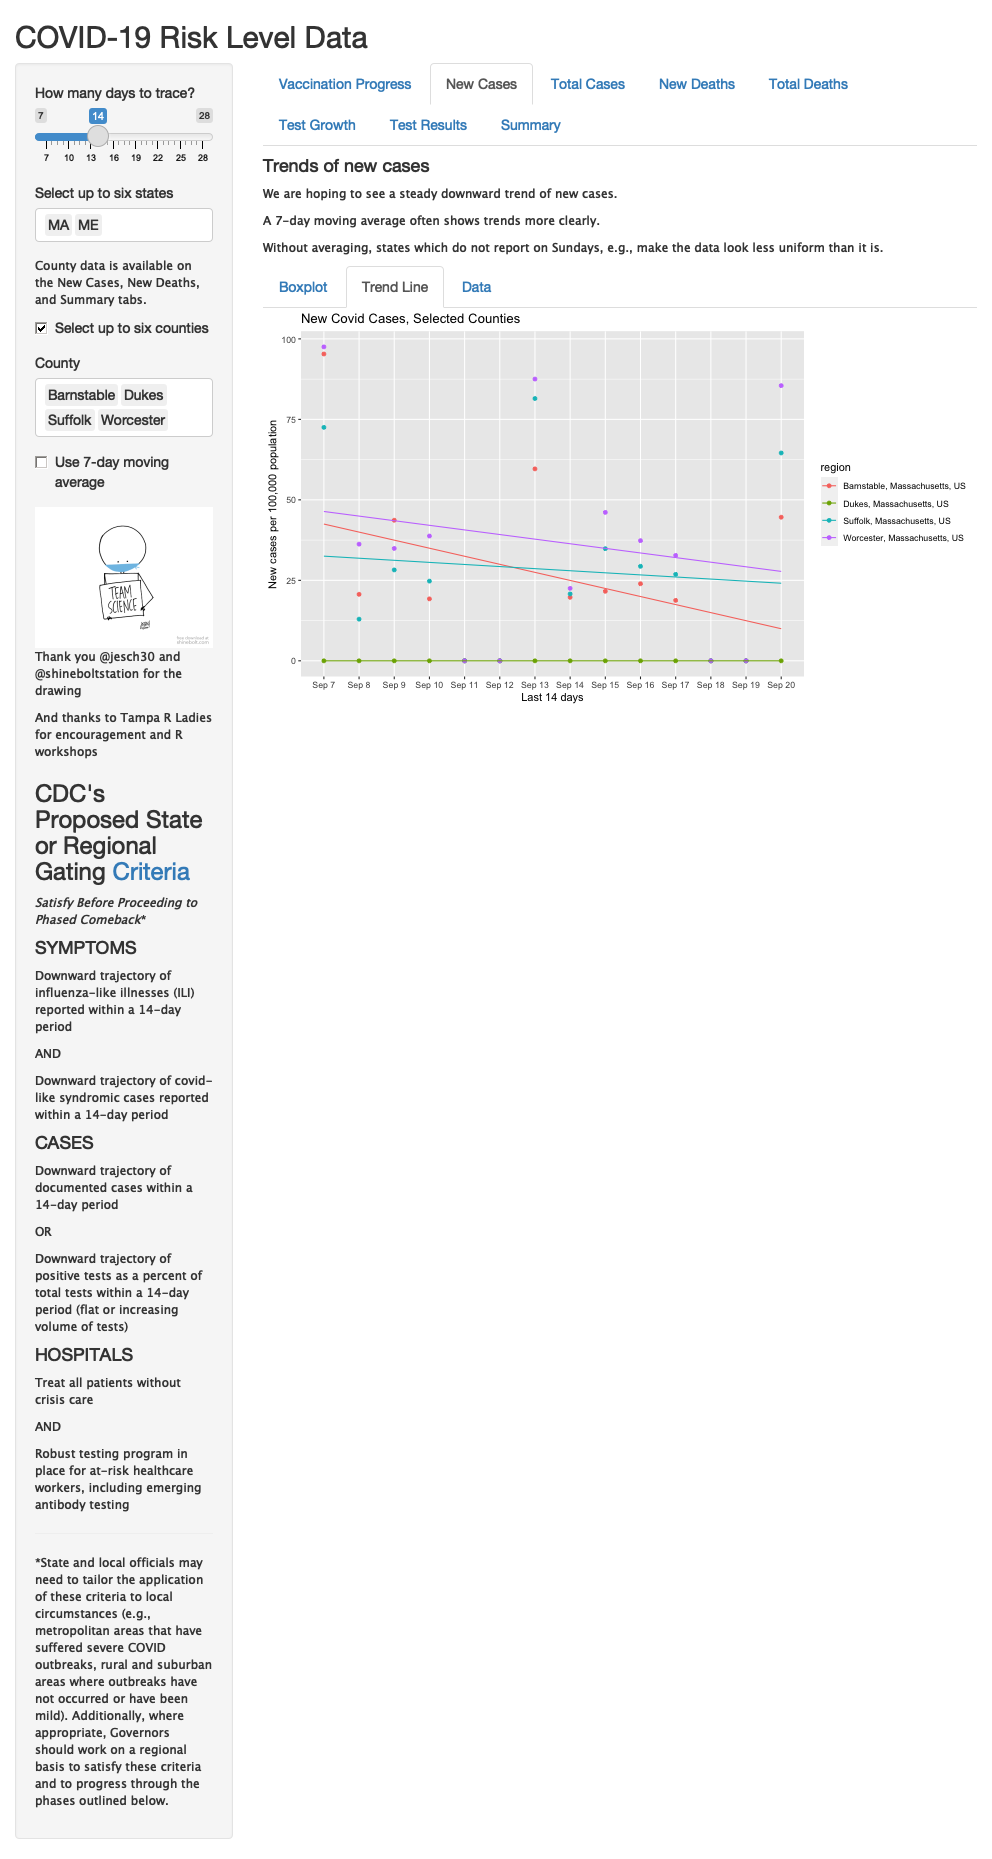 COVID-19 Risk Level Data
How many days to trace?
7 14 28
7 10 13 16 19 22 25 28
Select up to six states
MA ME
County data is available on
the New Cases, New Deaths,
and Summary tabs.
Select up to six counties
County
Barnstable Dukes
Suffolk Worcester
Use 7-day moving
average
TEAM
SCIENCE
Thank you @jesch30 and
@shineboltstation for the
drawing
And thanks to Tampa R Ladies
for encouragement and R
workshops
CDC's
Proposed State
or Regional
Gating Criteria
Satisfy Before Proceeding to
Phased Comeback*
SYMPTOMS
Downward trajectory of
influenza-like illnesses (ILI)
reported within a 14-day
period
AND
Downward trajectory of covid-
like syndromic cases reported
within a 14-day period
CASES
Downward trajectory of
documented cases within a
14-day period
OR
Downward trajectory of
positive tests as a percent of
total tests within a 14-day
period (flat or increasing
volume of tests)
HOSPITALS
Treat all patients without
crisis care
AND
Robust testing program in
place for at-risk healthcare
workers, including emerging
antibody testing
*State and local officials may
need to tailor the application
of these criteria to local
circumstances (e.g.,
metropolitan areas that have
suffered severe COVID
outbreaks, rural and suburban
areas where outbreaks have
not occurred or have been
mild). Additionally, where
appropriate, Governors
should work on a regional
basis to satisfy these criteria
and to progress through the
phases outlined below.
Vaccination Progress New Cases Total Cases New Deaths Total Deaths
Test Growth Test Results Summary
Trends of new cases
We are hoping to see a steady downward trend of new cases.
A 7-day moving average often shows trends more clearly.
Without averaging, states which do not report on Sundays, e.g., make the data look less uniform than it is.
Boxplot Trend Line Data
New Covid Cases, Selected Counties
New cases per 100,000 population
100
75
50
25
0
Sep 7 Sep 8 Sep 9 Sep 10 Sep 11 Sep 12 Sep 13 Sep 14 Sep 15 Sep 16 Sep 17 Sep 18 Sep 19 Sep 20
Last 14 days
region
Barnstable, Massachusetts, US
Dukes, Massachusetts, US
Suffolk, Massachusetts, US
Worcester, Massachusetts, US